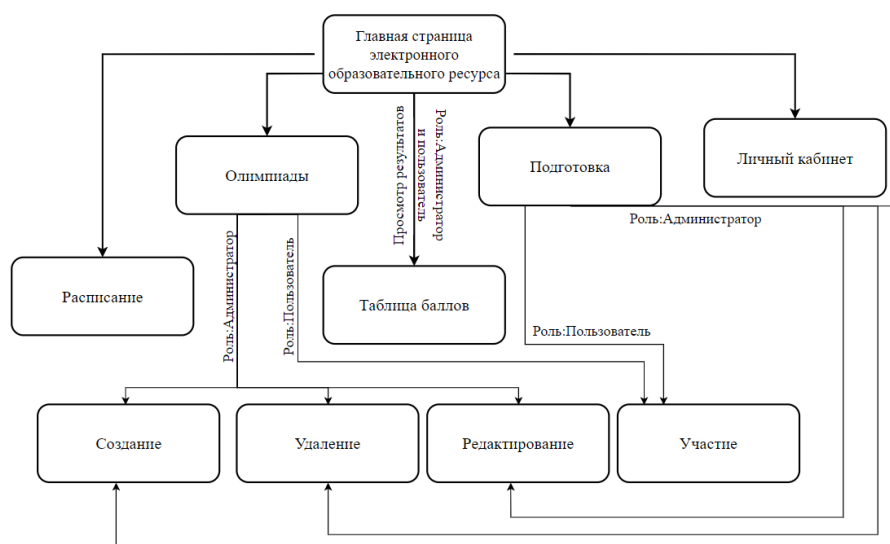 Главная страница
электронного
образовательного ресурса
Олимпиады
Просмотр результатов
Роль:Администратор
и пользователь
Подготовка
Личный кабинет
Роль:Администратор
Расписание
Роль:Администратор
Роль:Пользователь
Таблица баллов
Роль:Пользователь
Создание
Удаление
Редактирование
Участие